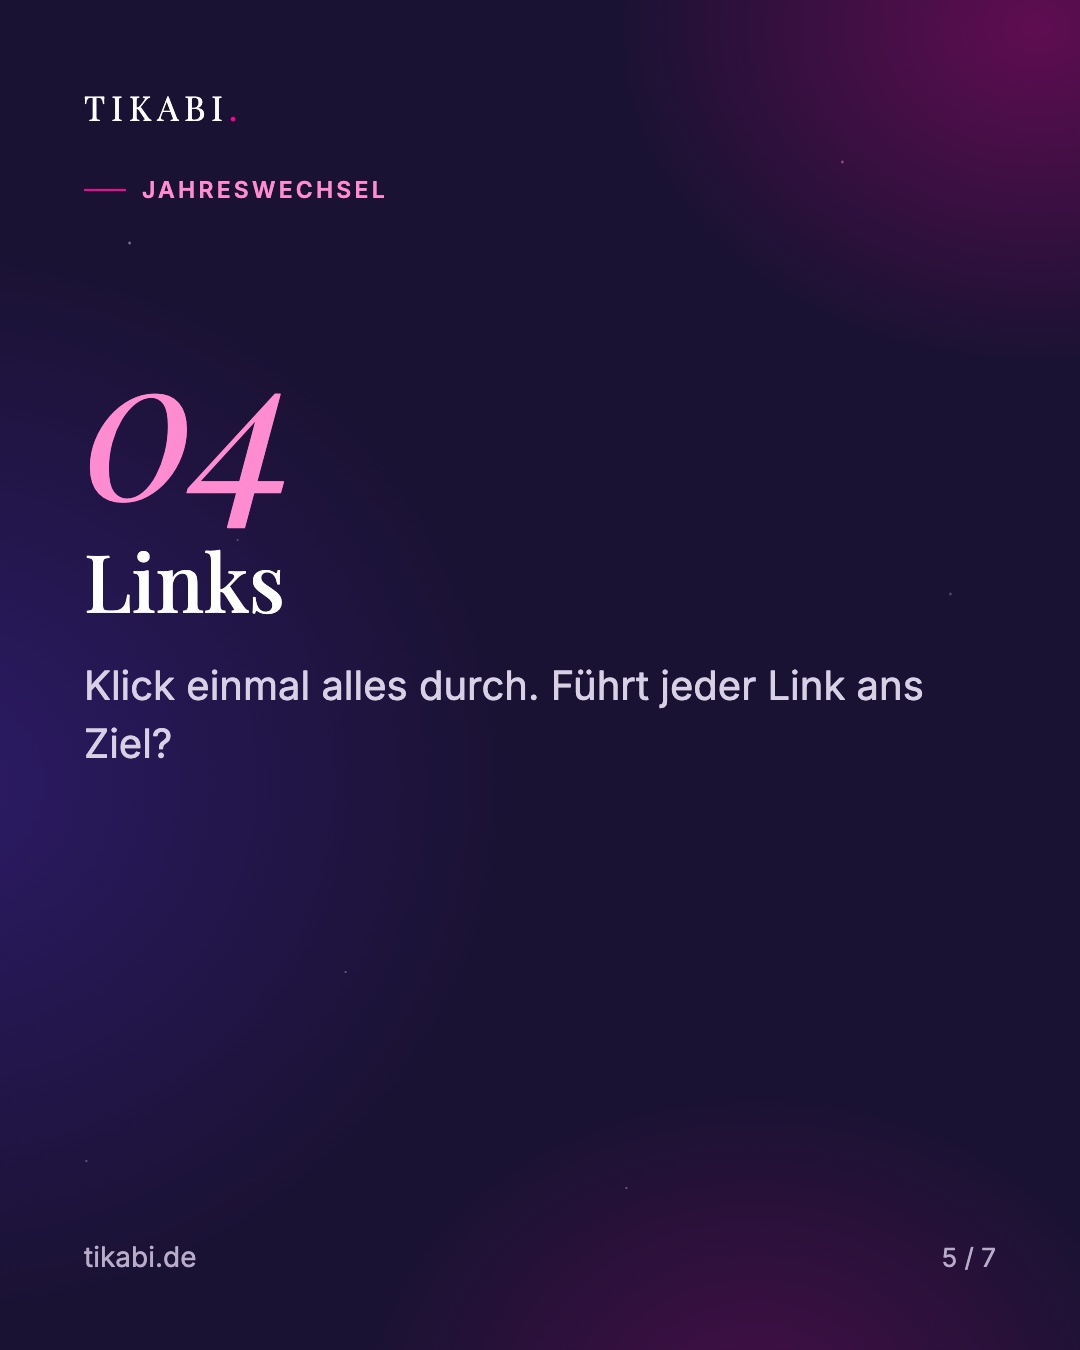 TIKABI.
JAHRESWECHSEL
04
Links
Klick einmal alles durch. Führt jeder Link ans
Ziel?
tikabi.de
5 / 7